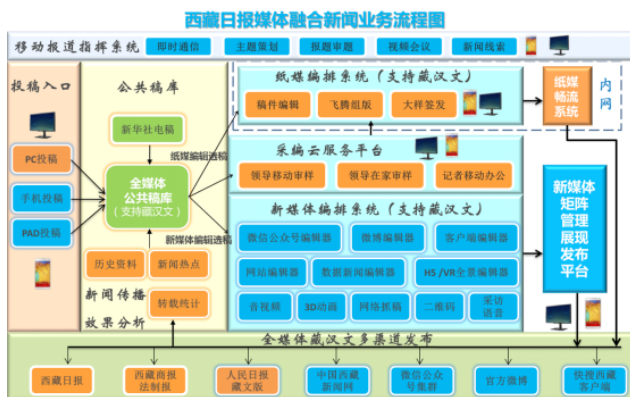 西藏日报媒体融合新闻业务流程图
移动报道指挥系统
即时通信
主题策划
报题审题
视频会议
新闻线索
投稿入口
PC投稿
手机投稿
PAD投稿
公共稿库
新华社电稿
全媒体
公共稿库
(支持藏汉文)
历史资料
新闻热点
新闻传播
效果分析
转载统计
纸媒编辑选稿
新媒体编辑选稿
纸媒编排系统(支持藏汉文)
稿件编辑
飞腾组版
大样签发
纸媒
畅流
系统
内
网
采编云服务平台
领导移动审样
领导在家审样
记者移动办公
新媒体编排系统(支持藏汉文)
微信公众号编辑器
微博编辑器
客户端编辑器
网站编辑器
数据新闻编辑器
H5 /VR全景编辑器
音视频
3D动画
网络抓稿
二维码
采访
语音
新媒体
矩阵
管理
展现
发布
平台
全媒体藏汉文多渠道发布
西藏日报
西藏商报
法制报
人民日报
藏文版
中国西藏
新闻网
微信公众
号集群
官方微博
快搜西藏
客户端